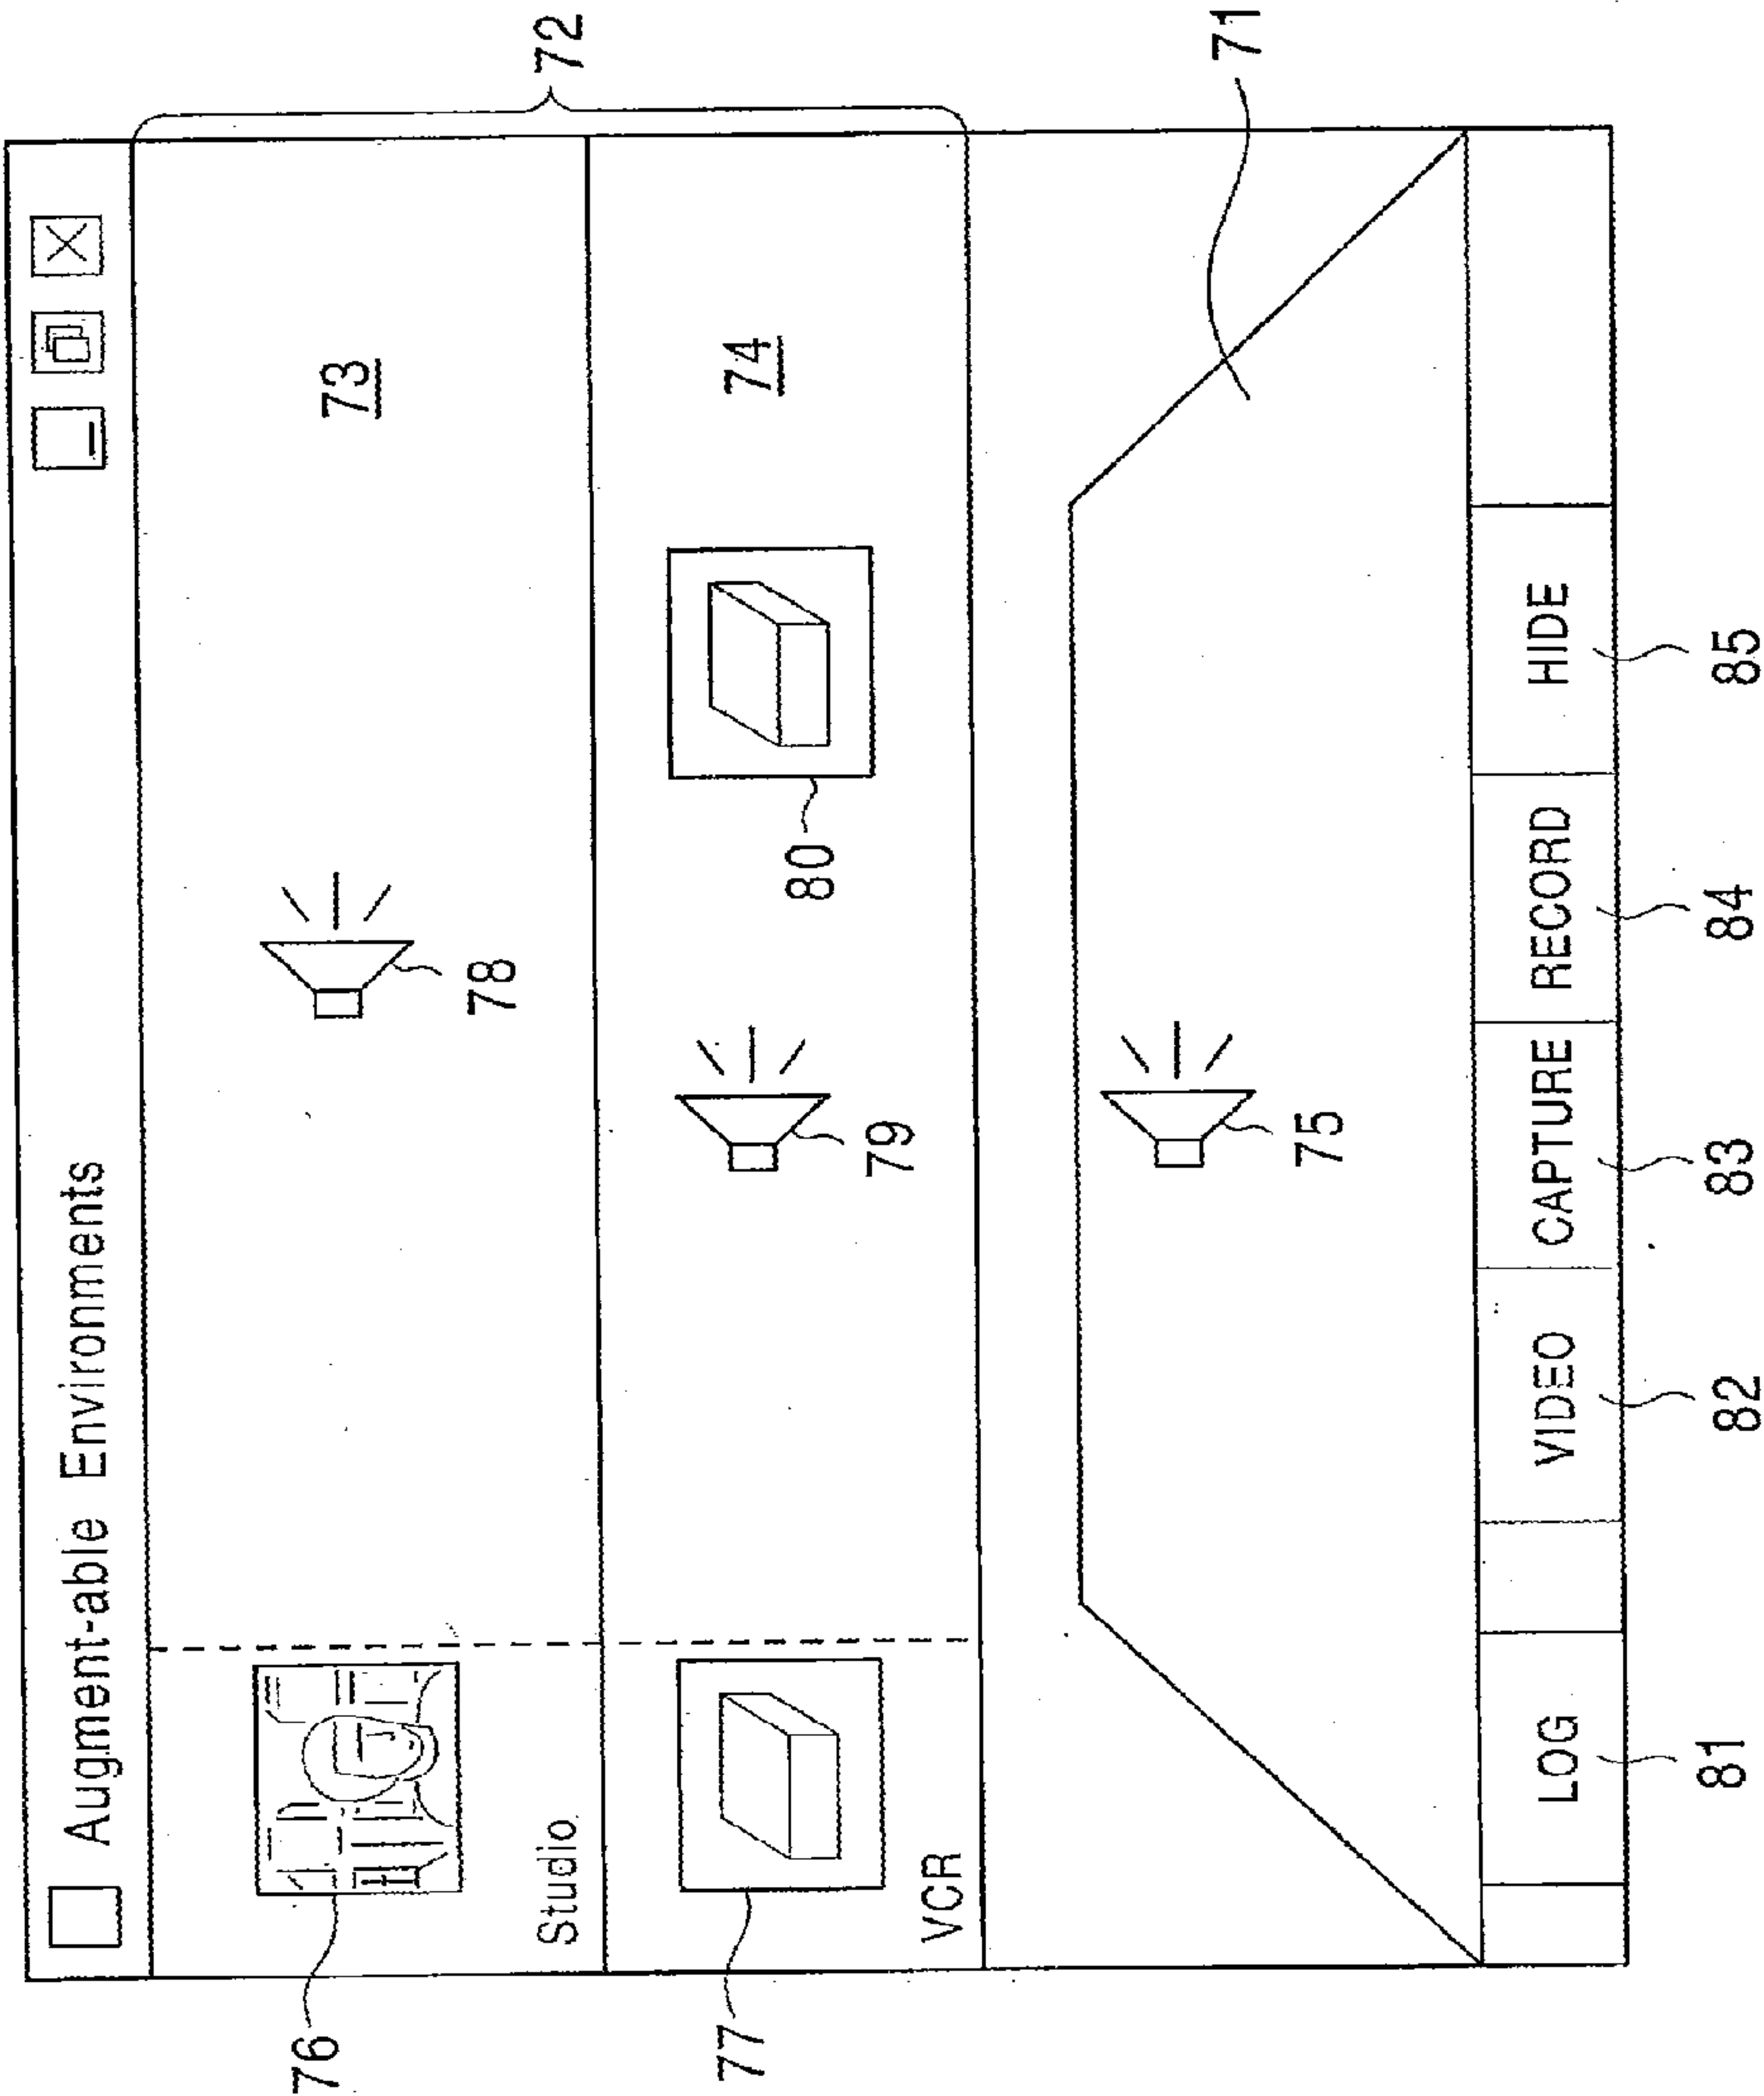 Augment-able Environments
72
76
73
78
Studio
77
79
80
74
VCR
75
71
LOG
VIDEO
CAPTURE
RECORD
HIDE
81
82
83
84
85